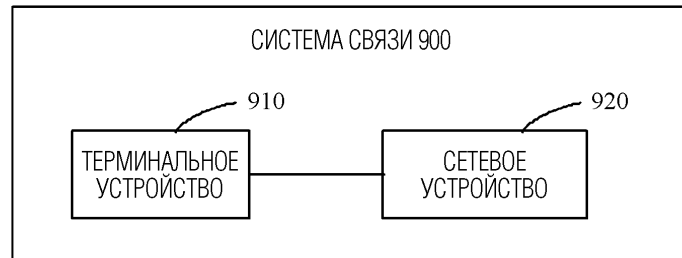 СИСТЕМА СВЯЗИ 900
910
920
ТЕРМИНАЛЬНОЕ
УСТРОЙСТВО
СЕТЕВОЕ
УСТРОЙСТВО